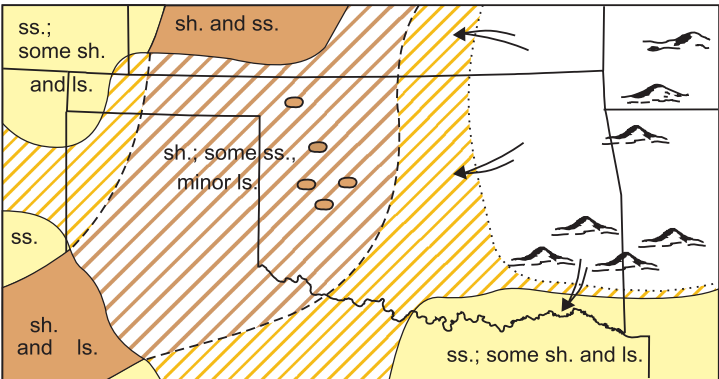 ss.;
some sh.
and ls.
sh. and ss.
sh.; some ss.,
minor ls.
ss.
sh.
and ls.
ss.; some sh. and ls.